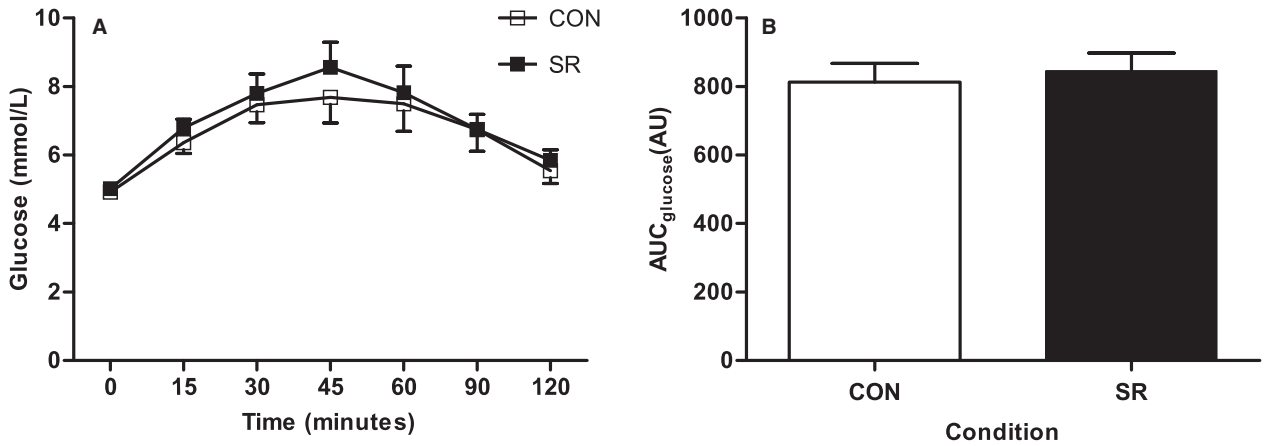 A
CON
SR
10
8
6
4
2
0
Glucose (mmol/L)
0 15 30 45 60 90 120
Time (minutes)
B
1000
800
600
400
200
0
AUCglucose(AU)
CON SR
Condition